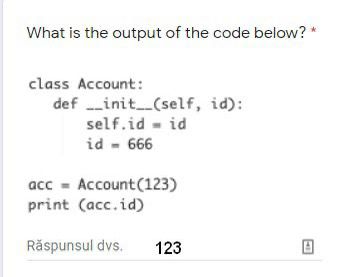 What is the output of the code below? *
class Account:
def __init__(self, id):
self.id = id
id = 666
acc = Account(123)
print (acc.id)
Răspunsul dvs. 123